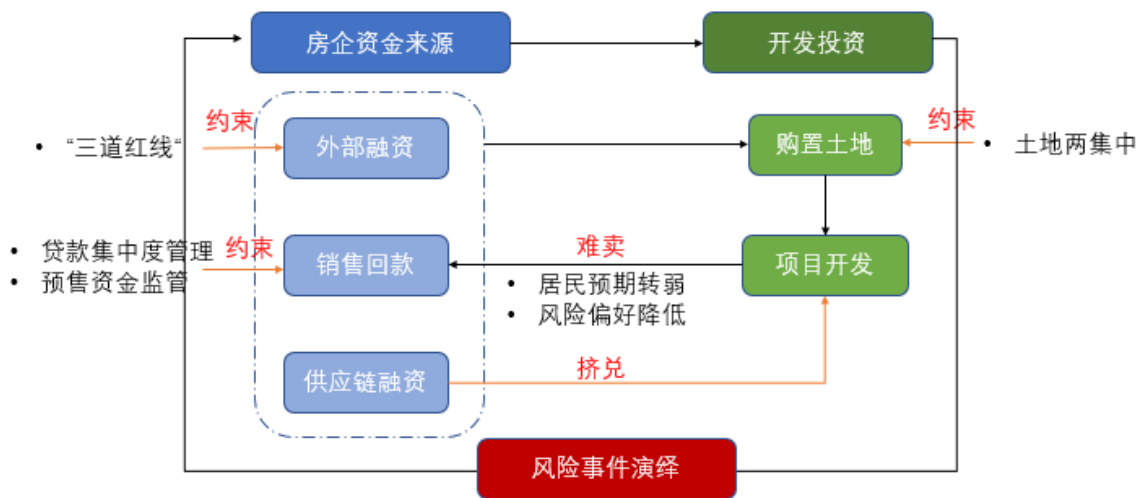 房企资金来源
开发投资
约束
• “三道红线“
外部融资
购置土地
约束
• 土地两集中
• 贷款集中度管理
• 预售资金监管
约束
销售回款
难卖
• 居民预期转弱
• 风险偏好降低
项目开发
供应链融资
挤兑
风险事件演绎